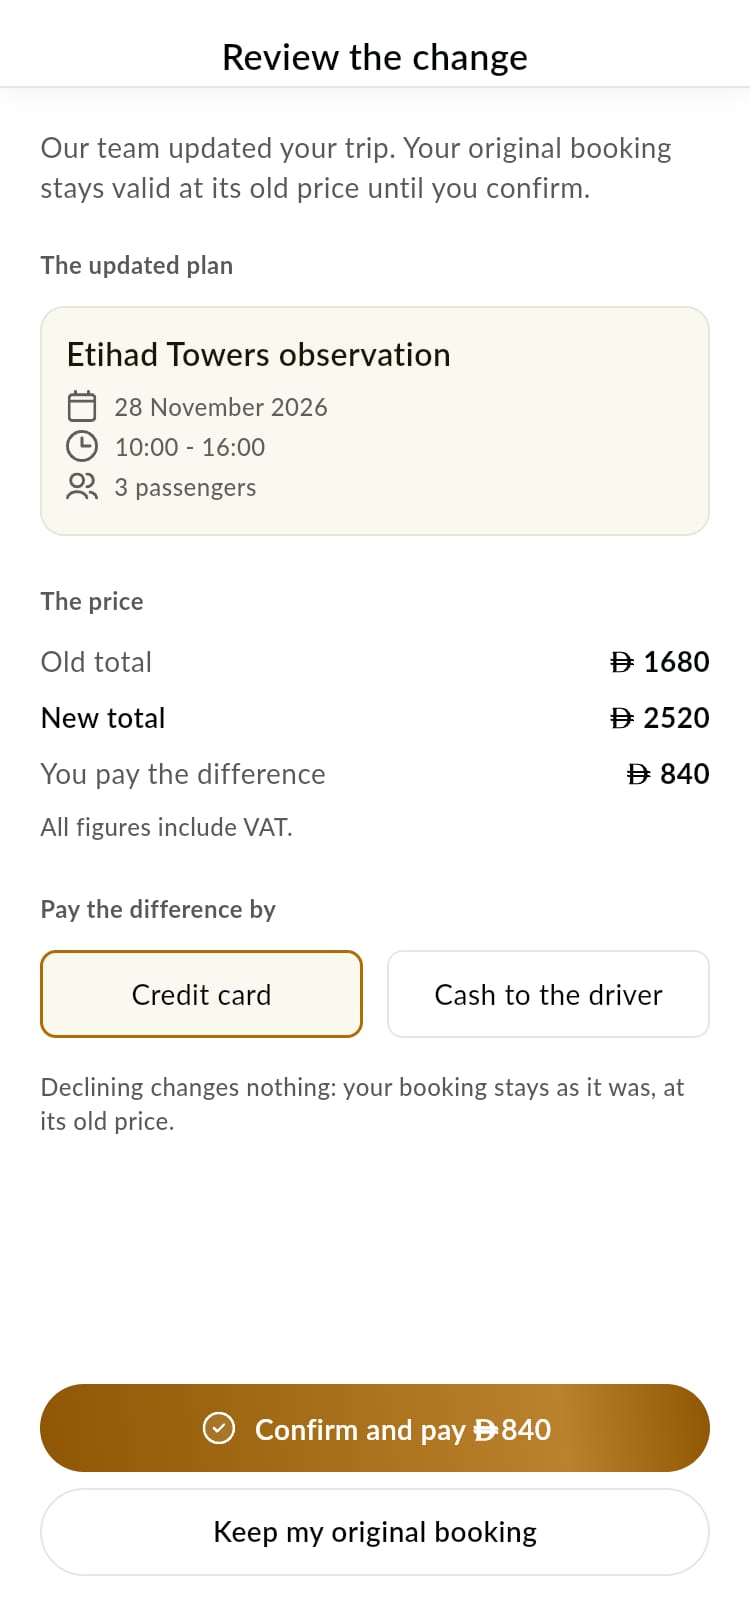 Review the change
Our team updated your trip. Your original booking
stays valid at its old price until you confirm.
The updated plan
Etihad Towers observation
28 November 2026
10:00 - 16:00
3 passengers
The price
Old total
AED 1680
New total
AED 2520
You pay the difference
AED 840
All figures include VAT.
Pay the difference by
Credit card
Cash to the driver
Declining changes nothing: your booking stays as it was, at
its old price.
Confirm and pay AED 840
Keep my original booking